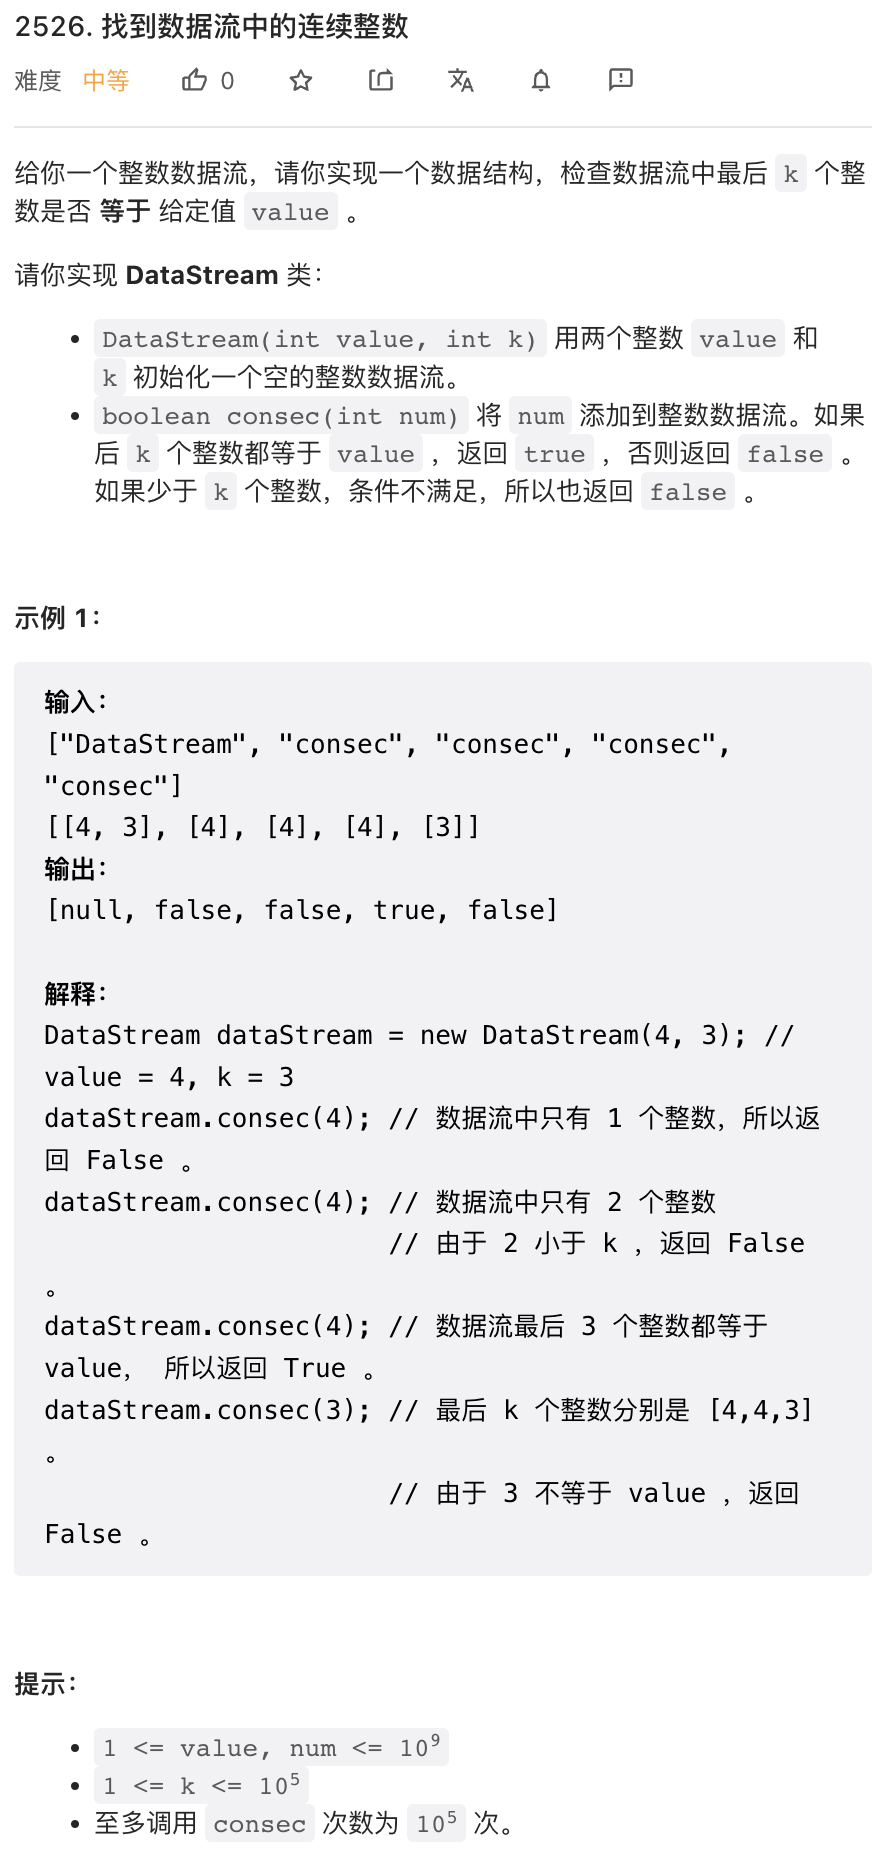 2526. 找到数据流中的连续整数
难度 中等 0
给你一个整数数据流，请你实现一个数据结构，检查数据流中最后 k 个整
数是否 等于 给定值 value 。
请你实现 DataStream 类：
• DataStream(int value, int k) 用两个整数 value 和
k 初始化一个空的整数数据流。
• boolean consec(int num) 将 num 添加到整数数据流。如果
后 k 个整数都等于 value ，返回 true ，否则返回 false 。
如果少于 k 个整数，条件不满足，所以也返回 false 。
示例 1：
输入：
["DataStream", "consec", "consec", "consec",
"consec"]
[[4, 3], [4], [4], [4], [3]]
输出：
[null, false, false, true, false]
解释：
DataStream dataStream = new DataStream(4, 3); //
value = 4, k = 3
dataStream.consec(4); // 数据流中只有 1 个整数，所以返
回 False 。
dataStream.consec(4); // 数据流中只有 2 个整数
// 由于 2 小于 k ，返回 False
。
dataStream.consec(4); // 数据流最后 3 个整数都等于
value， 所以返回 True 。
dataStream.consec(3); // 最后 k 个整数分别是 [4,4,3]
。
// 由于 3 不等于 value ，返回
False 。
提示：
• 1 <= value, num <= 10⁹
• 1 <= k <= 10⁵
• 至多调用 consec 次数为 10⁵ 次。